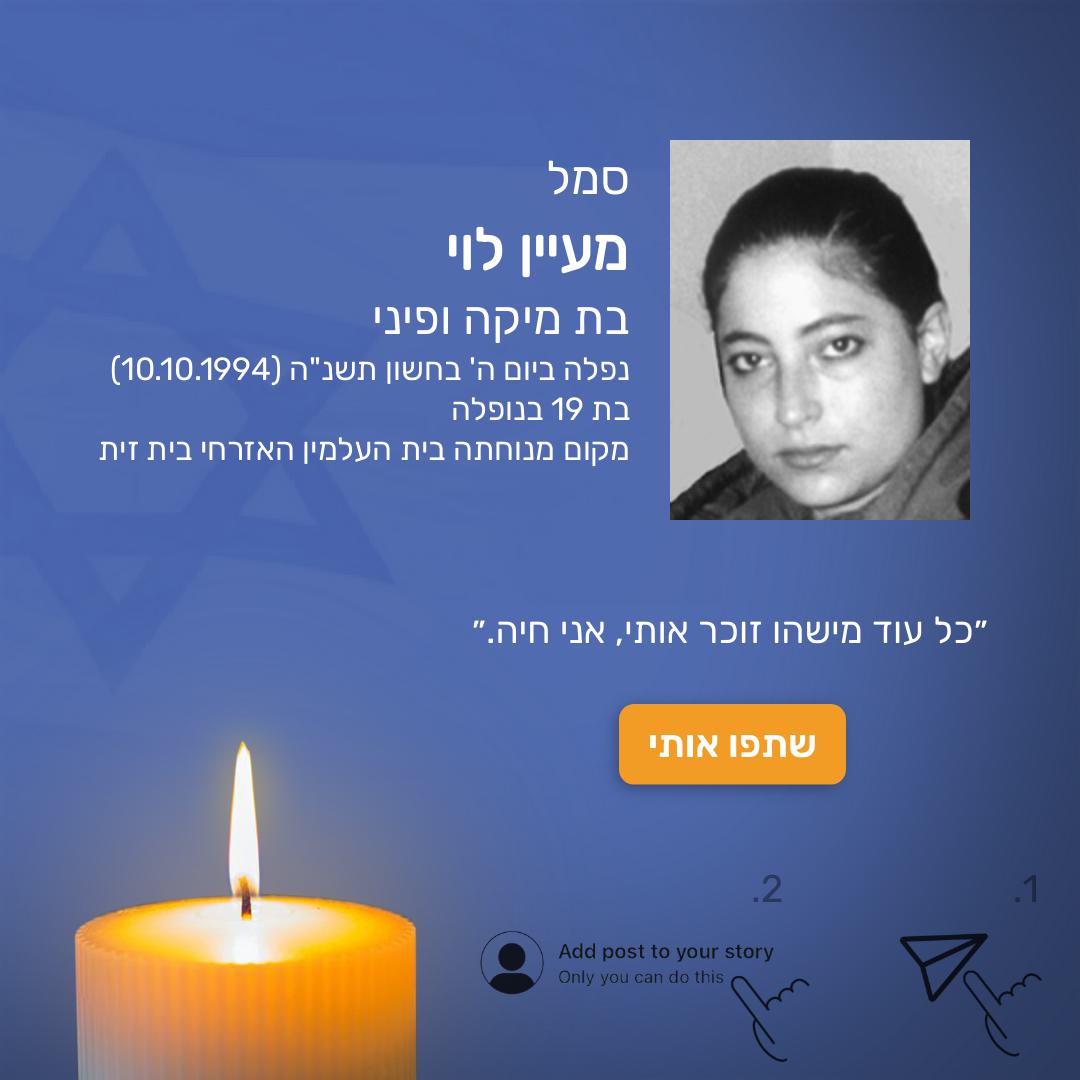 סמל
מעיין לוי
בת מיקה ופיני
נפלה ביום ה' בחשון תשנ"ה (10.10.1994)
בת 19 בנופלה
מקום מנוחתה בית העלמין האזרחי בית זית
״כל עוד מישהו זוכר אותי, אני חיה.״
שתפו אותי
1.
2.
Add post to your story
Only you can do this